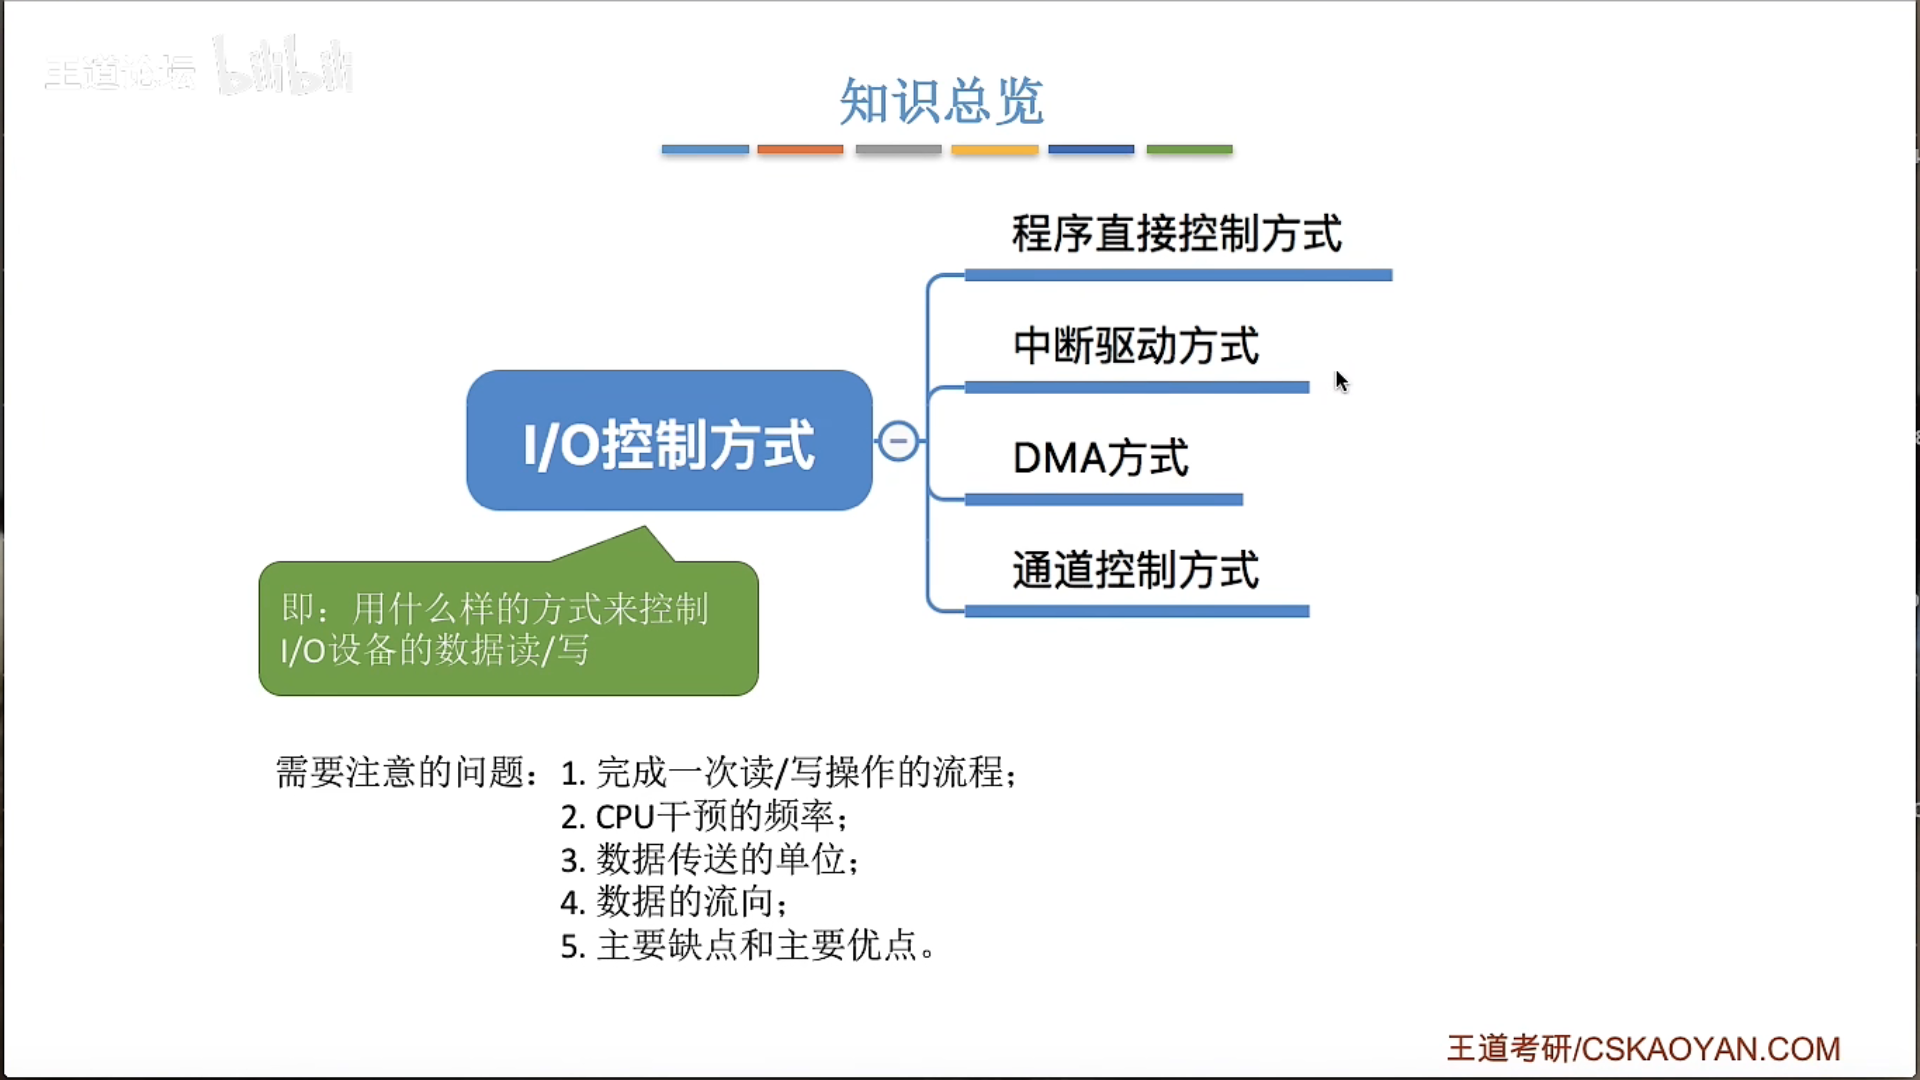 王道论坛 bilibili
知识总览
程序直接控制方式
中断驱动方式
I/O控制方式
DMA方式
通道控制方式
即：用什么样的方式来控制
I/O设备的数据读/写
需要注意的问题：1. 完成一次读/写操作的流程；
2. CPU干预的频率；
3. 数据传送的单位；
4. 数据的流向；
5. 主要缺点和主要优点。
王道考研/CSKAOYAN.COM